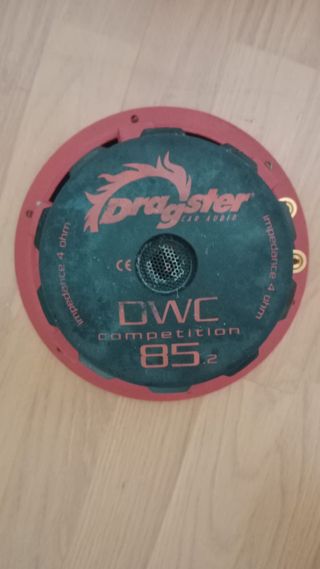 Dragster®
CAR AUDIO
impedance 4 ohm
impedance 4 ohm
CE
DWC
competition
85.2